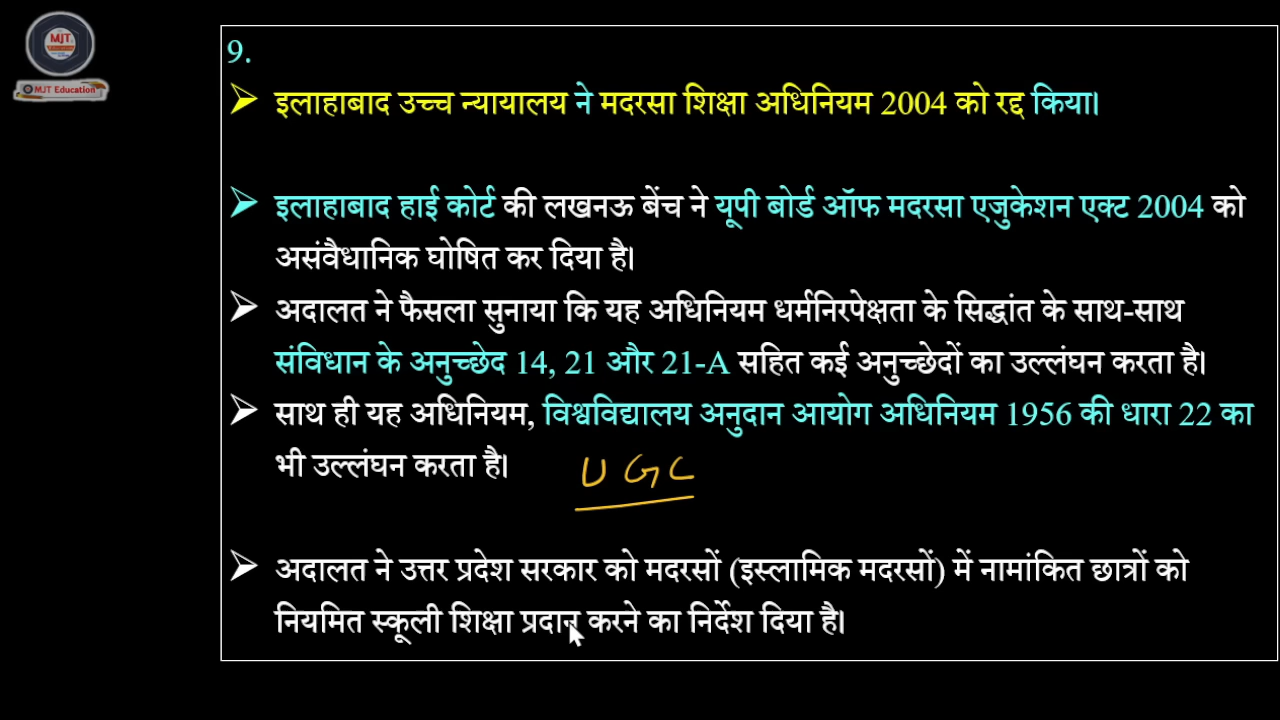 MJT
MJT Education
9.
इलाहाबाद उच्च न्यायालय ने मदरसा शिक्षा अधिनियम 2004 को रद्द किया।
इलाहाबाद हाई कोर्ट की लखनऊ बेंच ने यूपी बोर्ड ऑफ मदरसा एजुकेशन एक्ट 2004 को
असंवैधानिक घोषित कर दिया है।
अदालत ने फैसला सुनाया कि यह अधिनियम धर्मनिरपेक्षता के सिद्धांत के साथ-साथ
संविधान के अनुच्छेद 14, 21 और 21-A सहित कई अनुच्छेदों का उल्लंघन करता है।
साथ ही यह अधिनियम, विश्वविद्यालय अनुदान आयोग अधिनियम 1956 की धारा 22 का
भी उल्लंघन करता है।
UGC
अदालत ने उत्तर प्रदेश सरकार को मदरसों (इस्लामिक मदरसों) में नामांकित छात्रों को
नियमित स्कूली शिक्षा प्रदान करने का निर्देश दिया है।